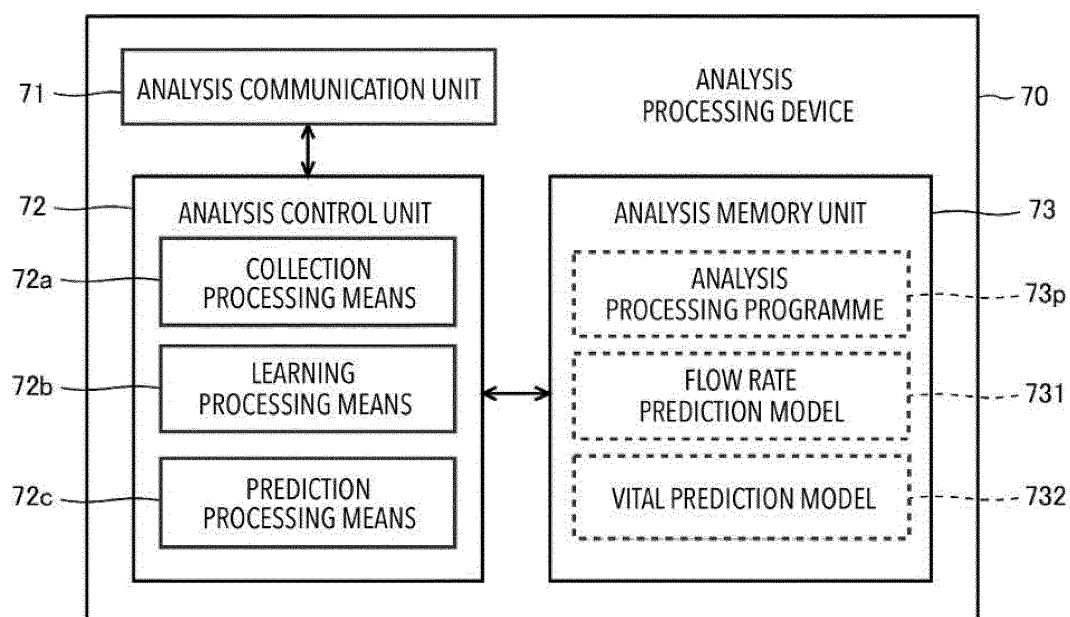 71
ANALYSIS COMMUNICATION UNIT
ANALYSIS
PROCESSING DEVICE
70
72
ANALYSIS CONTROL UNIT
72a
COLLECTION
PROCESSING MEANS
72b
LEARNING
PROCESSING MEANS
72c
PREDICTION
PROCESSING MEANS
ANALYSIS MEMORY UNIT
73
ANALYSIS
PROCESSING PROGRAMME
73p
FLOW RATE
PREDICTION MODEL
731
VITAL PREDICTION MODEL
732